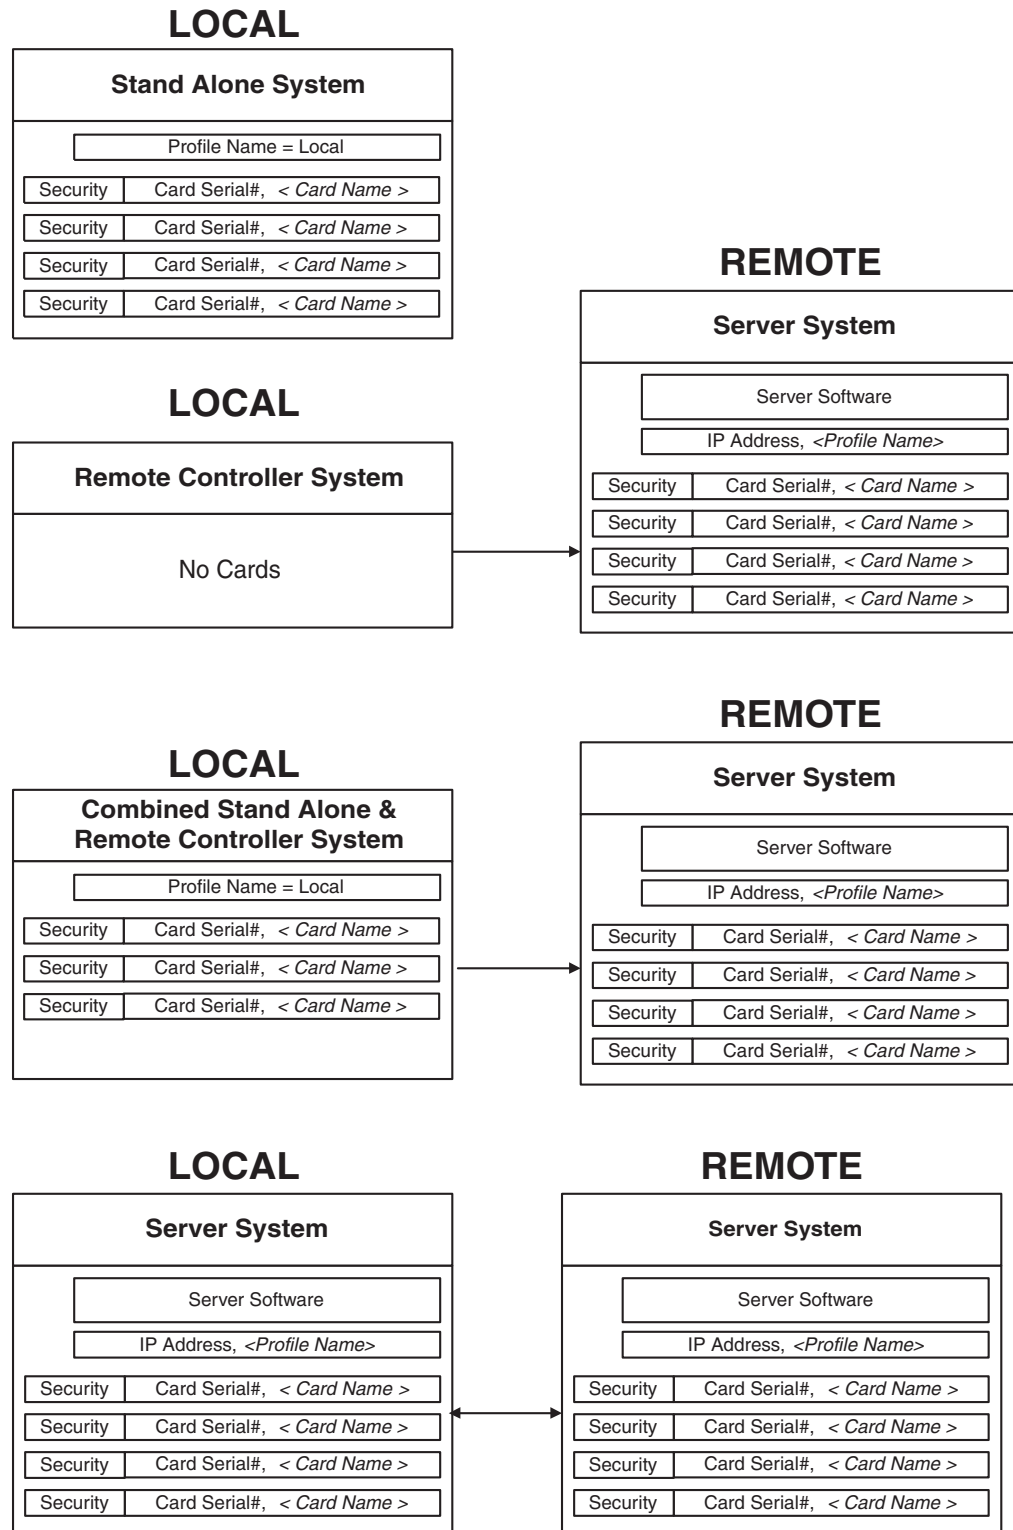 LOCAL
Stand Alone System
Profile Name = Local
Security Card Serial#, < Card Name >
Security Card Serial#, < Card Name >
Security Card Serial#, < Card Name >
Security Card Serial#, < Card Name >
LOCAL
Remote Controller System
No Cards
REMOTE
Server System
Server Software
IP Address, <Profile Name>
Security Card Serial#, < Card Name >
Security Card Serial#, < Card Name >
Security Card Serial#, < Card Name >
Security Card Serial#, < Card Name >
LOCAL
Combined Stand Alone &
Remote Controller System
Profile Name = Local
Security Card Serial#, < Card Name >
Security Card Serial#, < Card Name >
Security Card Serial#, < Card Name >
REMOTE
Server System
Server Software
IP Address, <Profile Name>
Security Card Serial#, < Card Name >
Security Card Serial#, < Card Name >
Security Card Serial#, < Card Name >
Security Card Serial#, < Card Name >
LOCAL
Server System
Server Software
IP Address, <Profile Name>
Security Card Serial#, < Card Name >
Security Card Serial#, < Card Name >
Security Card Serial#, < Card Name >
Security Card Serial#, < Card Name >
REMOTE
Server System
Server Software
IP Address, <Profile Name>
Security Card Serial#, < Card Name >
Security Card Serial#, < Card Name >
Security Card Serial#, < Card Name >
Security Card Serial#, < Card Name >